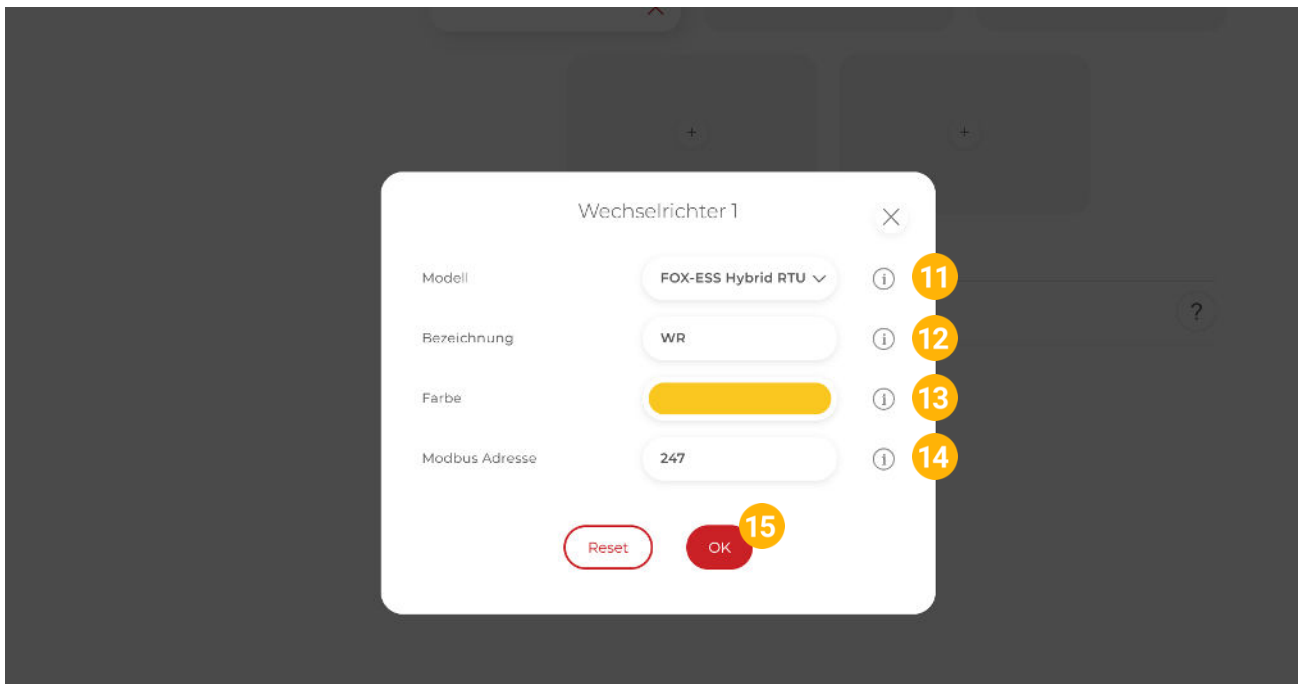 + +
Wechselrichter 1
Modell FOX-ESS Hybrid RTU i 11
?
Bezeichnung WR i 12
Farbe i 13
Modbus Adresse 247 i 14
15
Reset OK